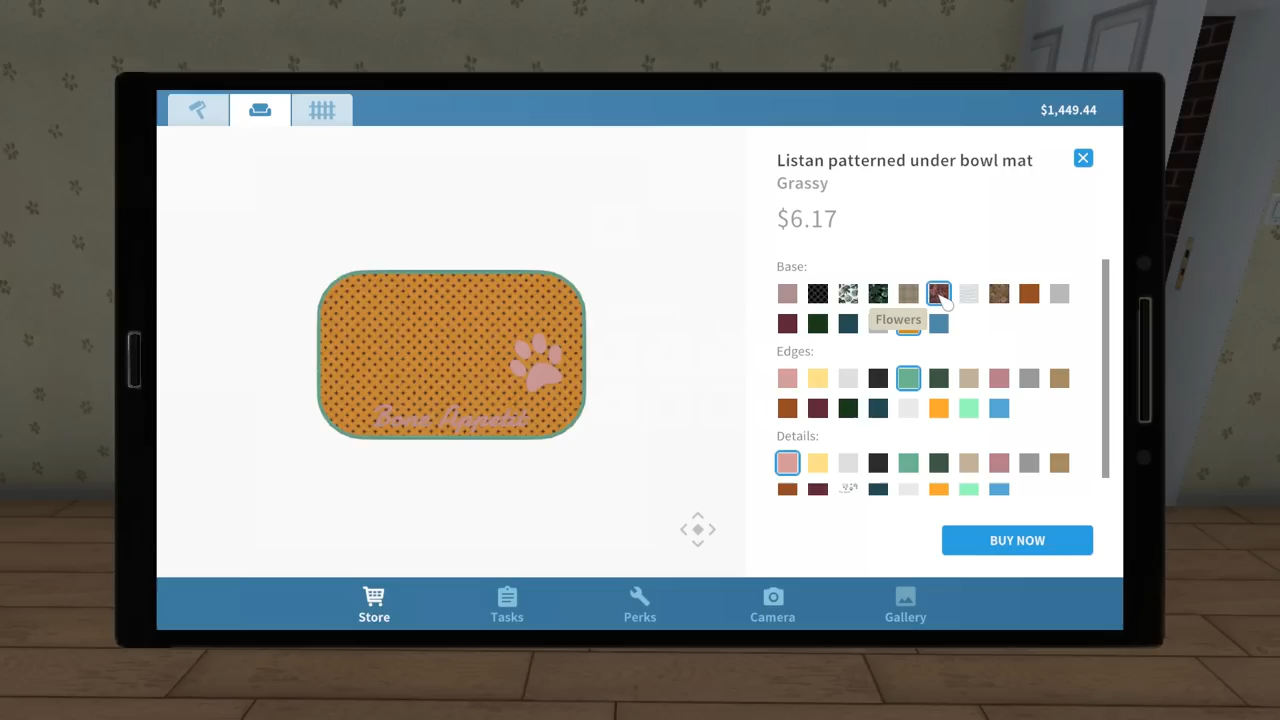 $1,449.44
Listan patterned under bowl mat
Grassy
$6.17
Base:
Flowers
Edges:
Details:
Bone Appetit
BUY NOW
Store
Tasks
Perks
Camera
Gallery